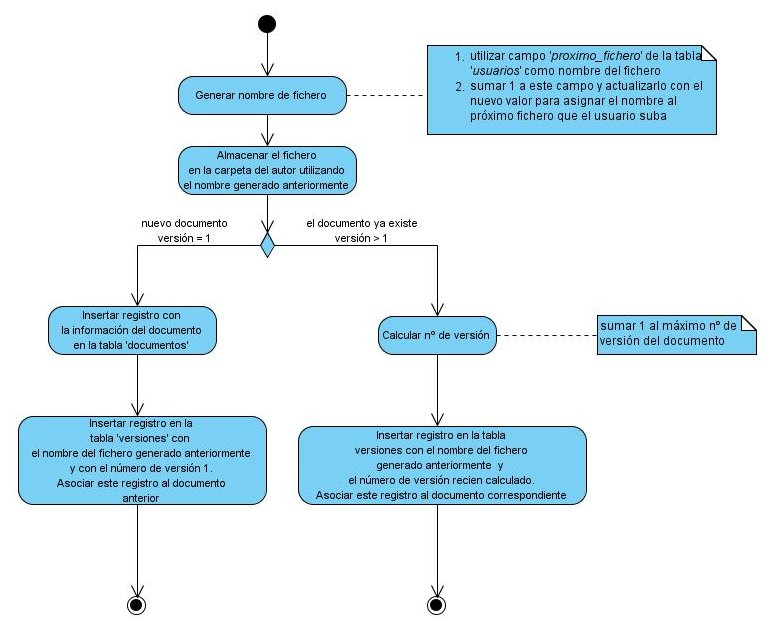 Generar nombre de fichero
1. utilizar campo 'proximo_fichero' de la tabla
'usuarios' como nombre del fichero
2. sumar 1 a este campo y actualizarlo con el
nuevo valor para asignar el nombre al
próximo fichero que el usuario suba
Almacenar el fichero
en la carpeta del autor utilizando
el nombre generado anteriormente
nuevo documento
versión = 1
el documento ya existe
versión > 1
Insertar registro con
la información del documento
en la tabla 'documentos'
Calcular nº de versión
sumar 1 al máximo nº de
versión del documento
Insertar registro en la
tabla 'versiones' con
el nombre del fichero generado anteriormente
y con el número de versión 1.
Asociar este registro al documento
anterior
Insertar registro en la tabla
versiones con el nombre del fichero
generado anteriormente y
el número de versión recien calculado.
Asociar este registro al documento correspondiente